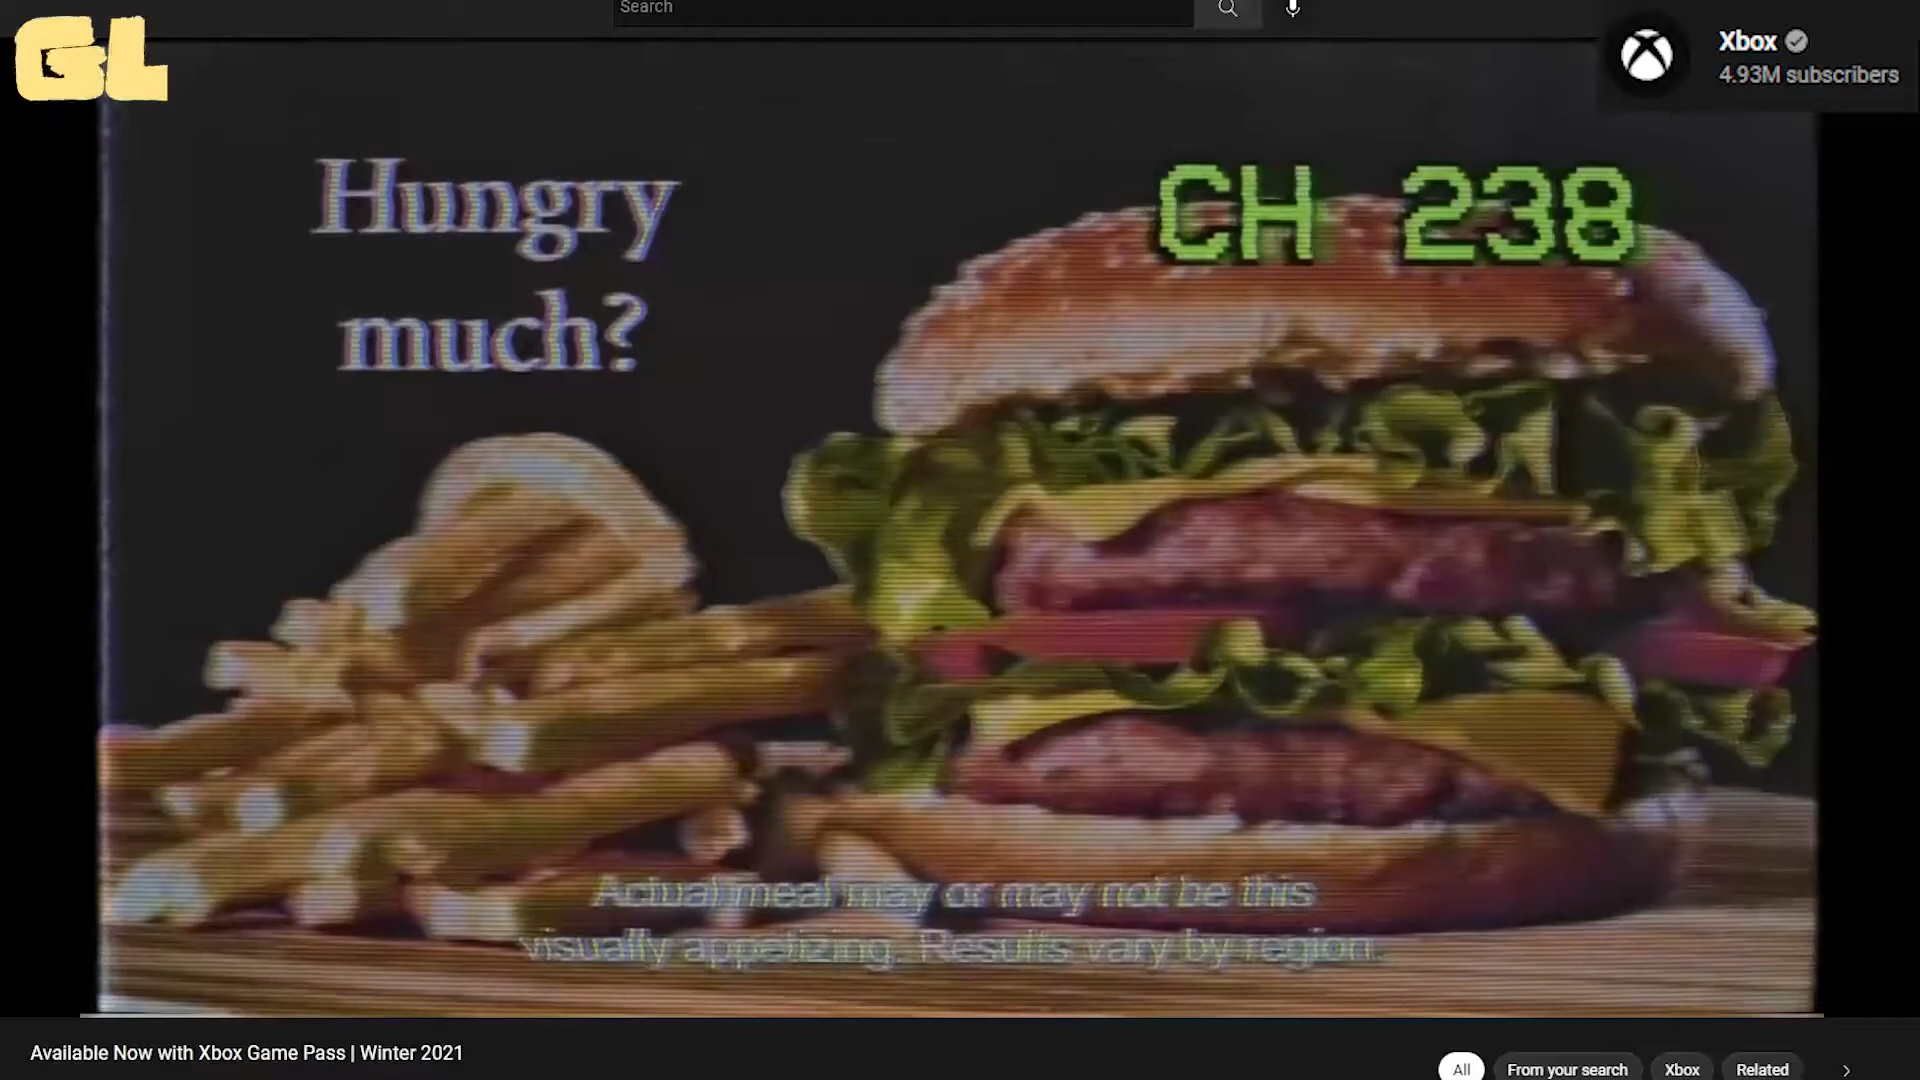 Search
GL
Xbox
4.93M subscribers
Hungry
much?
CH 238
Actual meal may or may not be this
visually appetizing. Results vary by region.
Available Now with Xbox Game Pass | Winter 2021
All
From your search
Xbox
Related